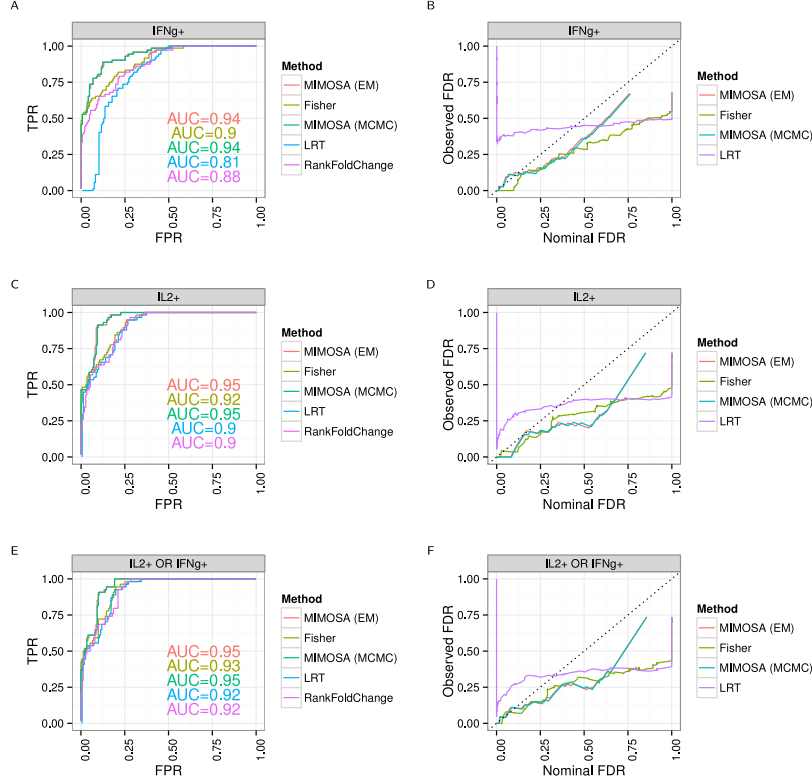 A
IFNg+
TPR
1.00
0.75
0.50
0.25
0.00
AUC=0.94
AUC=0.9
AUC=0.94
AUC=0.81
AUC=0.88
0.00
0.25
0.50
0.75
1.00
FPR
Method
MIMOSA (EM)
Fisher
MIMOSA (MCMC)
LRT
RankFoldChange
B
IFNg+
Observed FDR
1.00
0.75
0.50
0.25
0.00
0.00
0.25
0.50
0.75
1.00
Nominal FDR
Method
MIMOSA (EM)
Fisher
MIMOSA (MCMC)
LRT
C
IL2+
TPR
1.00
0.75
0.50
0.25
0.00
AUC=0.95
AUC=0.92
AUC=0.95
AUC=0.9
AUC=0.9
0.00
0.25
0.50
0.75
1.00
FPR
Method
MIMOSA (EM)
Fisher
MIMOSA (MCMC)
LRT
RankFoldChange
D
IL2+
Observed FDR
1.00
0.75
0.50
0.25
0.00
0.00
0.25
0.50
0.75
1.00
Nominal FDR
Method
MIMOSA (EM)
Fisher
MIMOSA (MCMC)
LRT
E
IL2+ OR IFNg+
TPR
1.00
0.75
0.50
0.25
0.00
AUC=0.95
AUC=0.93
AUC=0.95
AUC=0.92
AUC=0.92
0.00
0.25
0.50
0.75
1.00
FPR
Method
MIMOSA (EM)
Fisher
MIMOSA (MCMC)
LRT
RankFoldChange
F
IL2+ OR IFNg+
Observed FDR
1.00
0.75
0.50
0.25
0.00
0.00
0.25
0.50
0.75
1.00
Nominal FDR
Method
MIMOSA (EM)
Fisher
MIMOSA (MCMC)
LRT